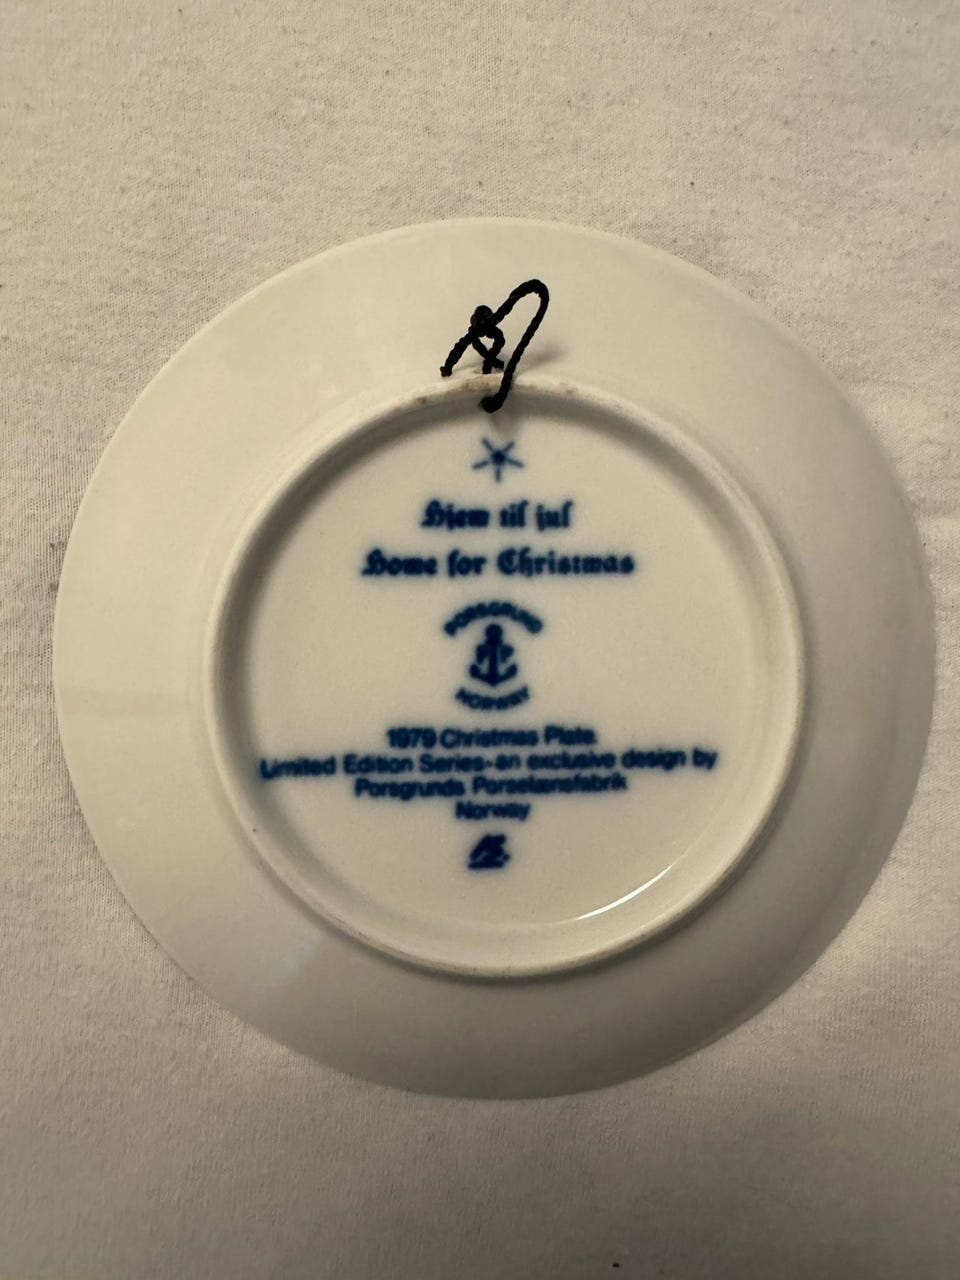 Hjem til jul
Home for Christmas
PORSGRUND
NORWAY
1979 Christmas Plate.
Limited Edition Series-an exclusive design by
Porsgrunds Porselænsfabrik
Norway